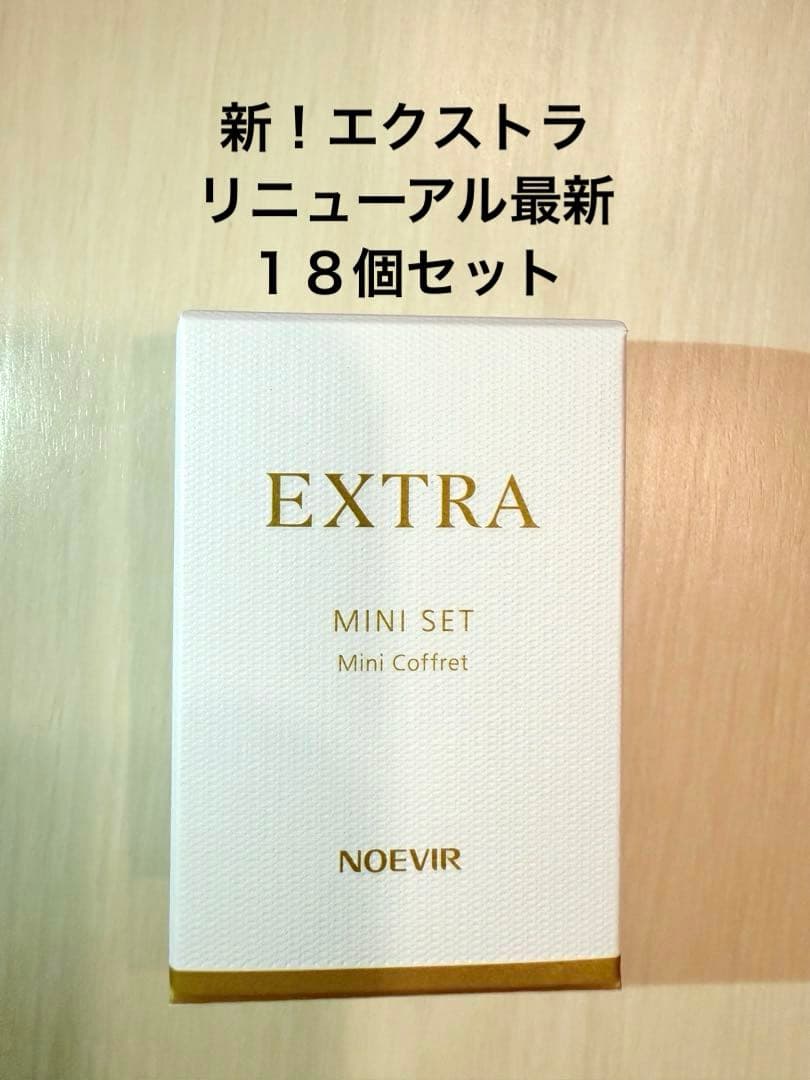 新！エクストラ
リニューアル最新
１８個セット
EXTRA
MINI SET
Mini Coffret
NOEVIR